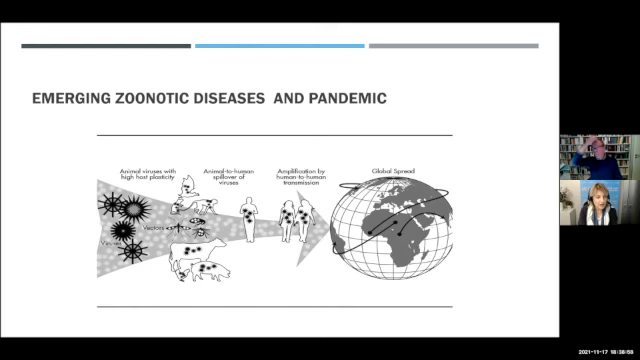 EMERGING ZOONOTIC DISEASES AND PANDEMIC
Animal viruses with
high host plasticity
Animal-to-human
spillover of
viruses
Amplification by
human-to-human
transmission
Global Spread
Vectors
Viruses
2021-11-17 18:38:55